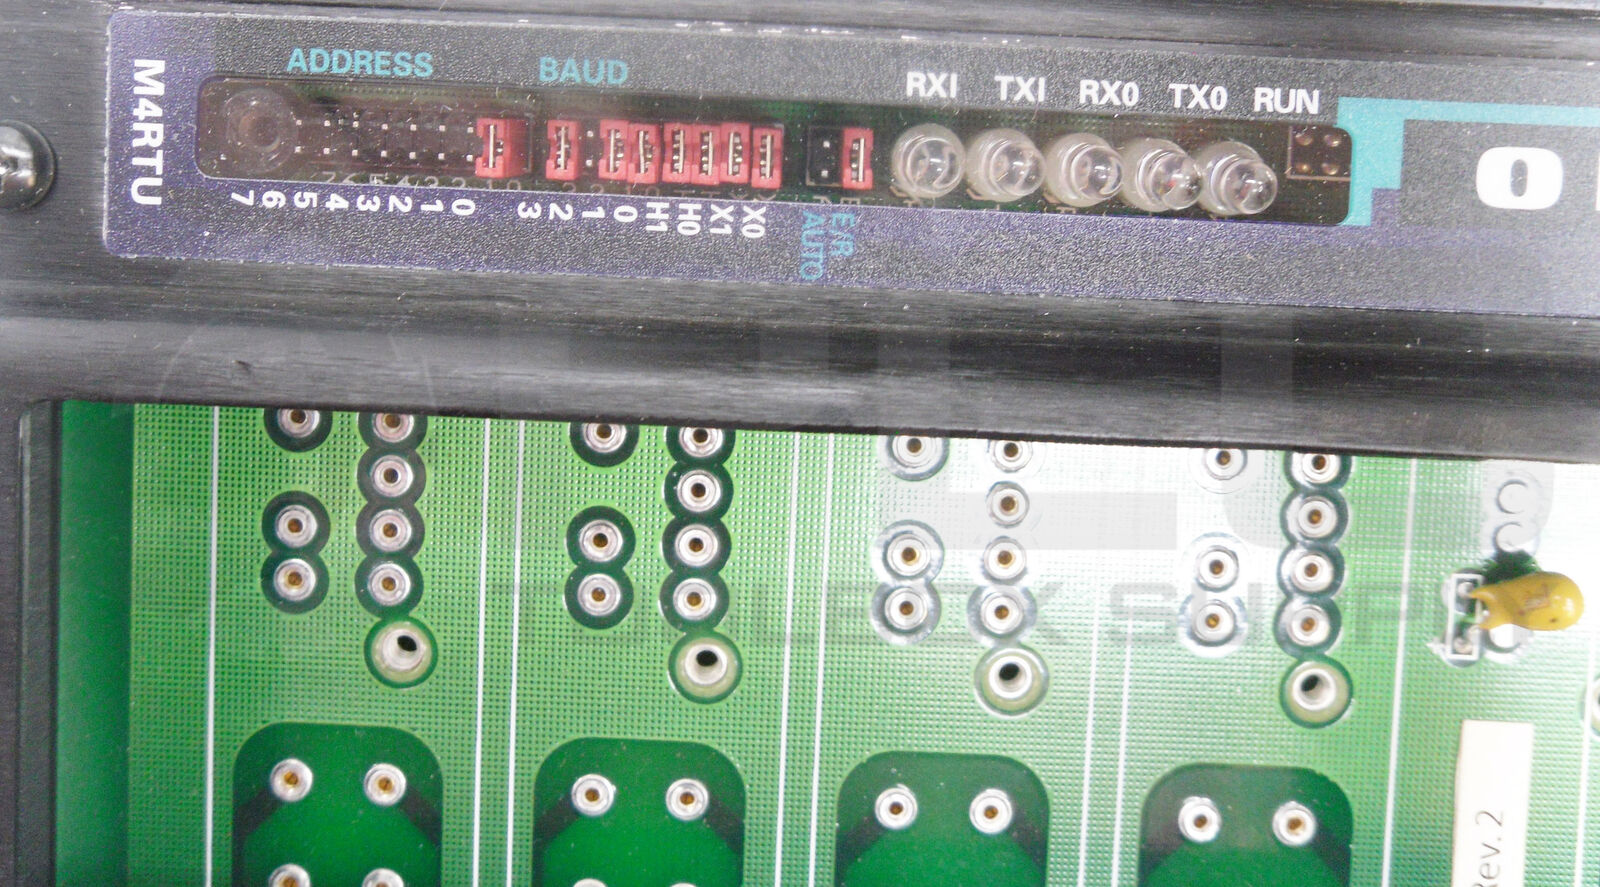 M4RTU
ADDRESS BAUD RXI TXI RX0 TX0 RUN
7 6 5 4 3 2 1 0 3 2 1 0 H1 H0 X1 X0
E/R
AUTO
0
Rev.2